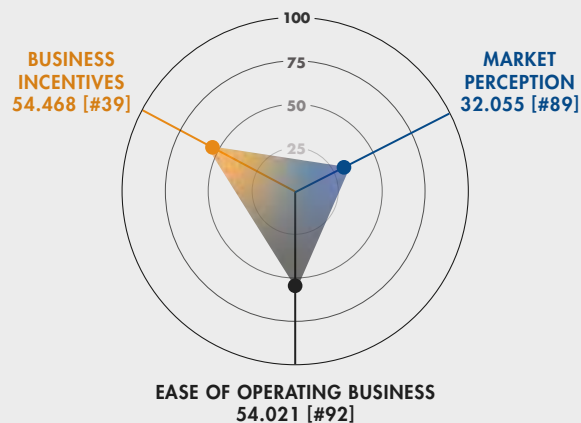 100
75
50
25
BUSINESS
INCENTIVES
54.468 [#39]
MARKET
PERCEPTION
32.055 [#89]
EASE OF OPERATING BUSINESS
54.021 [#92]